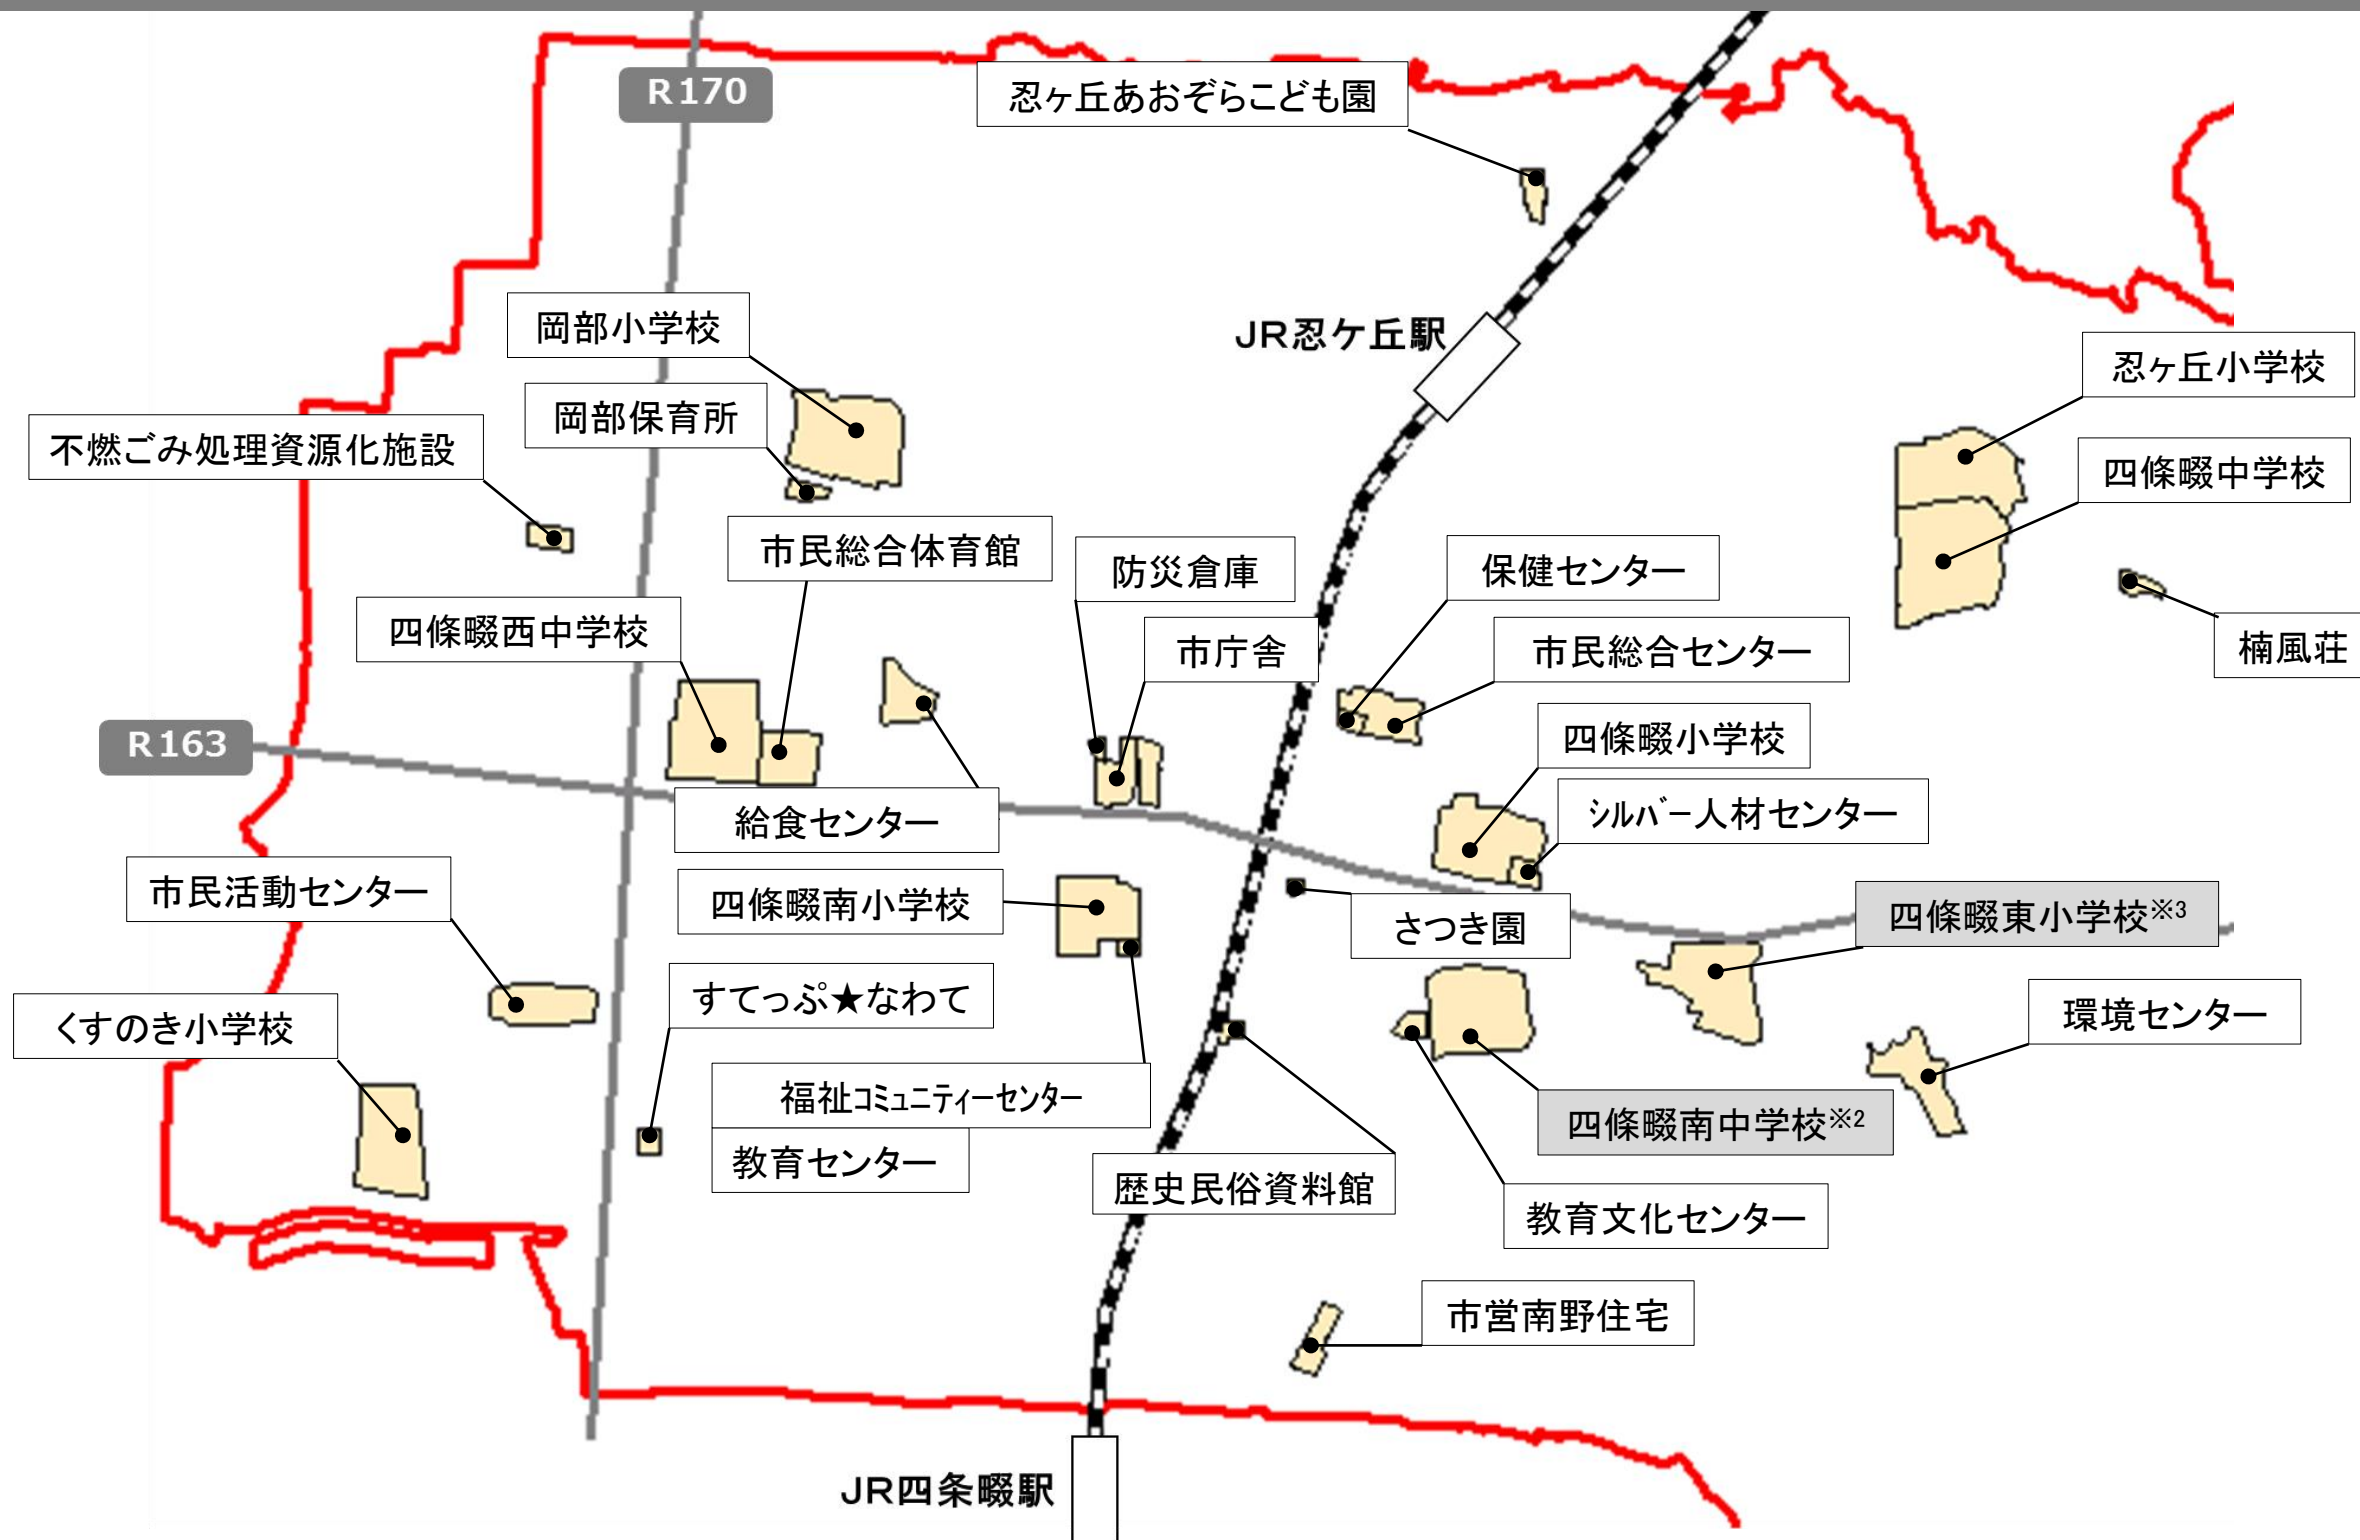 R170
忍ヶ丘あおぞらこども園
岡部小学校
JR忍ケ丘駅
忍ヶ丘小学校
岡部保育所
不燃ごみ処理資源化施設
四條畷中学校
市民総合体育館
防災倉庫
保健センター
四條畷西中学校
市庁舎
市民総合センター
楠風荘
R163
四條畷小学校
給食センター
ｼﾙﾊﾞｰ人材センター
市民活動センター
四條畷南小学校
さつき園
四條畷東小学校※3
すてっぷ★なわて
くすのき小学校
環境センター
福祉ｺﾐｭﾆﾃｨｰｾﾝﾀｰ
四條畷南中学校※2
教育センター
歴史民俗資料館
教育文化センター
市営南野住宅
JR四条畷駅